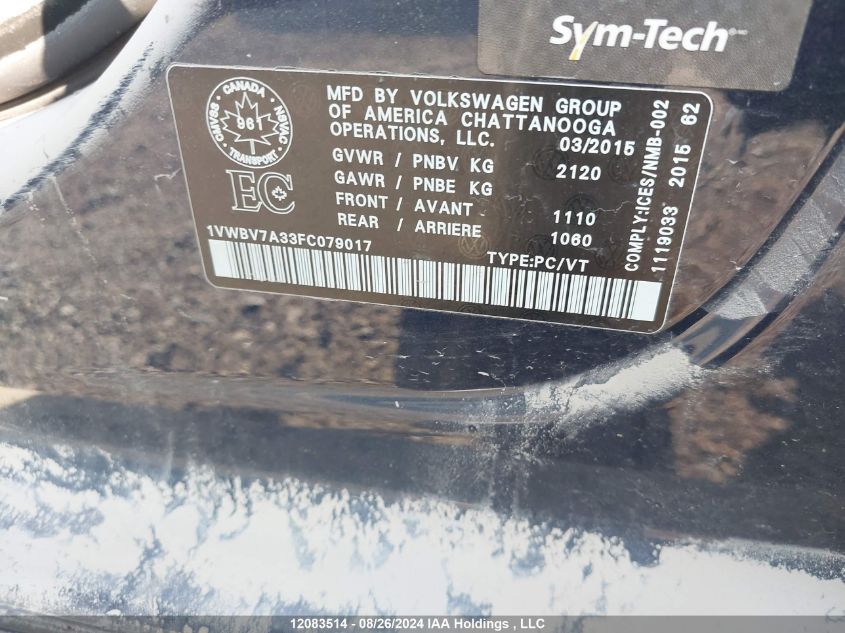 Sym-Tech
CANADA
CMVSS
NSVAC
961
TRANSPORT
EC
MFD BY VOLKSWAGEN GROUP
OF AMERICA CHATTANOOGA
OPERATIONS, LLC.
03/2015
GVWR / PNBV KG 2120
GAWR / PNBE KG
FRONT / AVANT 1110
REAR / ARRIÈRE 1060
1VWBV7A33FC079017
TYPE:PC/VT
COMPLY:ICES/NMB-002
1119033 2015 62
12083514 - 08/26/2024 IAA Holdings , LLC